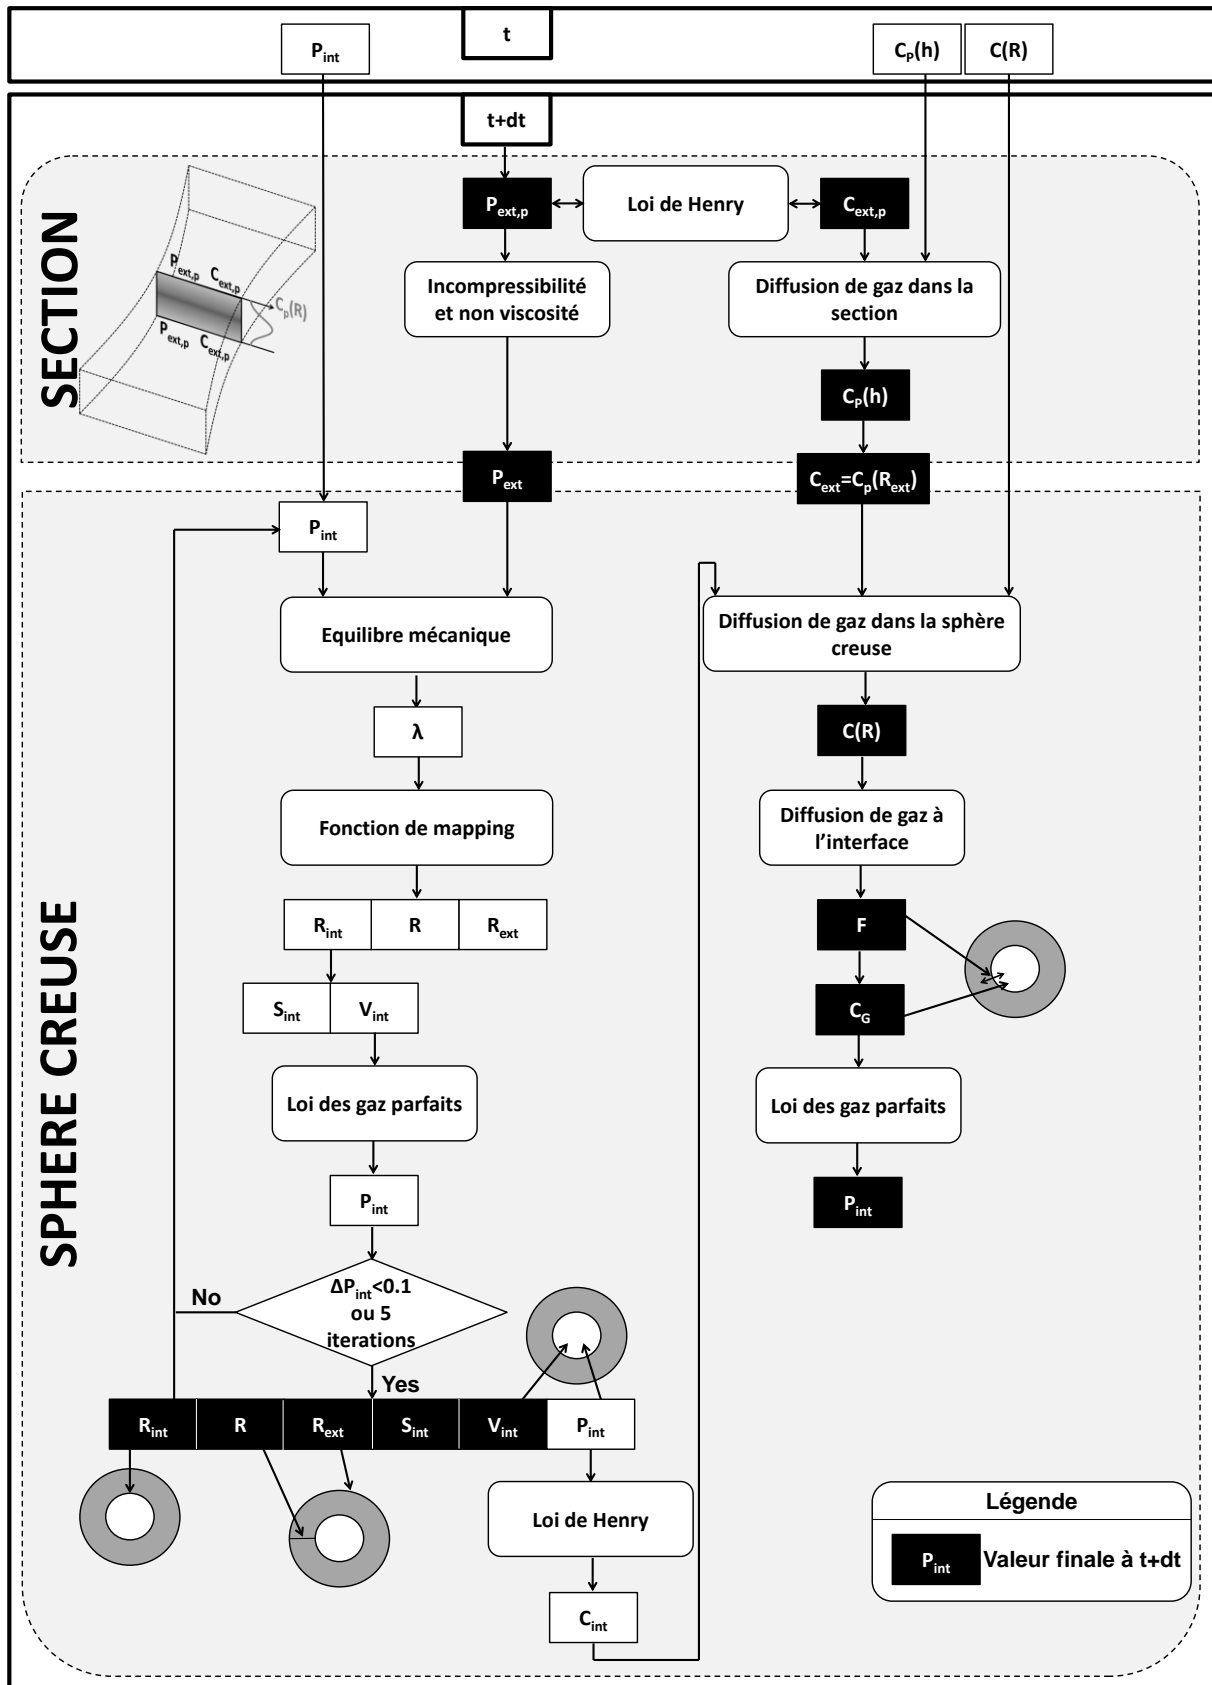 t
P_int
C_P(h)
C(R)
t+dt
SECTION
P_ext,p
Loi de Henry
C_ext,p
P_ext,p C_ext,p
C_p(R)
P_ext,p C_ext,p
Incompressibilité
et non viscosité
Diffusion de gaz dans la
section
C_P(h)
P_ext
C_ext=C_p(R_ext)
SPHERE CREUSE
P_int
Equilibre mécanique
Diffusion de gaz dans la sphère
creuse
λ
C(R)
Fonction de mapping
Diffusion de gaz à
l’interface
R_int
R
R_ext
F
S_int
V_int
C_G
Loi des gaz parfaits
Loi des gaz parfaits
P_int
P_int
ΔP_int<0.1
ou 5
iterations
No
Yes
R_int
R
R_ext
S_int
V_int
P_int
Loi de Henry
C_int
Légende
P_int
Valeur finale à t+dt